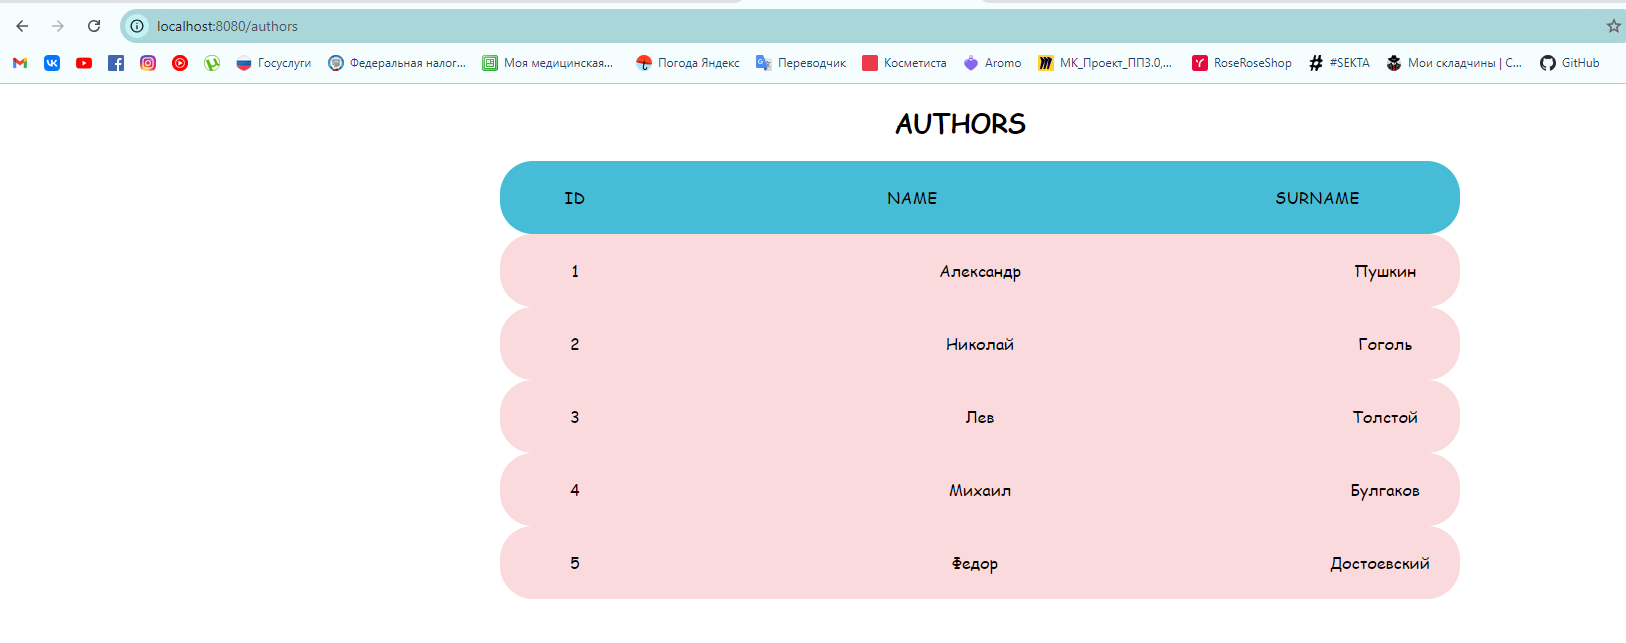 localhost:8080/authors
Госуслуги Федеральная налог... Моя медицинская... Погода Яндекс Переводчик Косметиста Aromo МК_Проект_ПП3.0,... RoseRoseShop #SEKTA Мои складчины | С... GitHub
AUTHORS
ID NAME SURNAME
1 Александр Пушкин
2 Николай Гоголь
3 Лев Толстой
4 Михаил Булгаков
5 Федор Достоевский